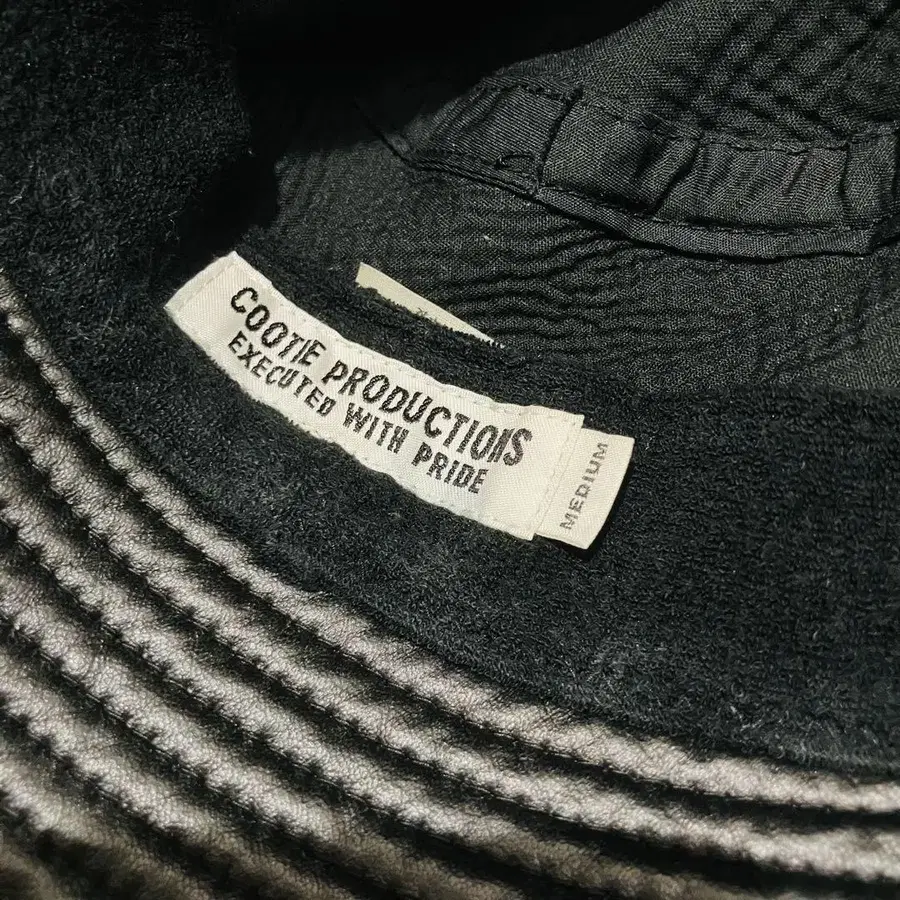 COOTIE PRODUCTIONS
EXECUTED WITH PRIDE
MEDIUM